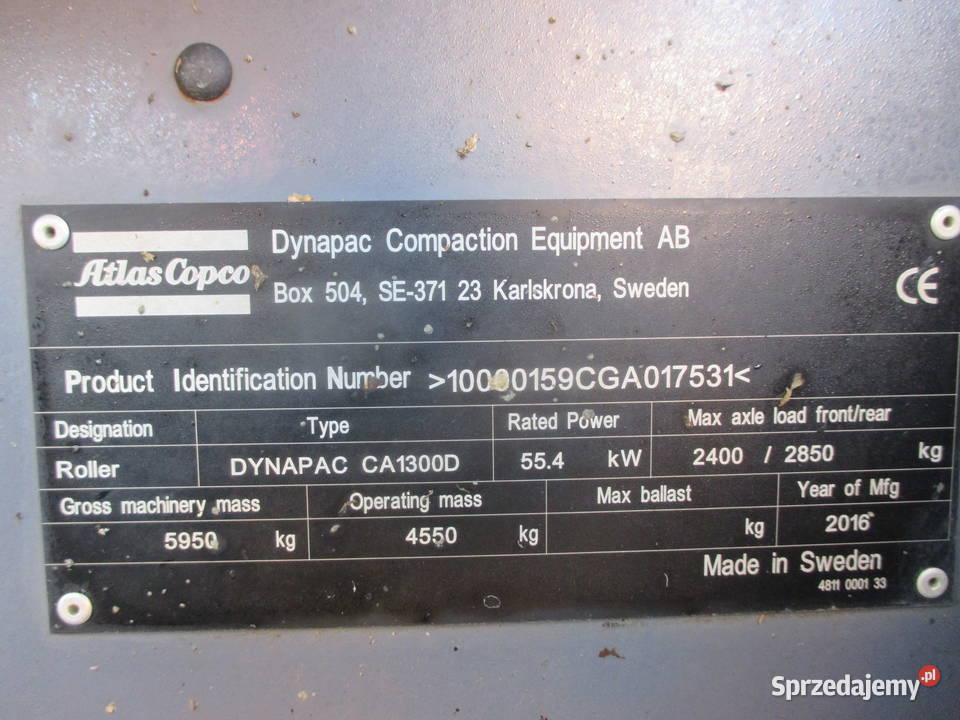 Atlas Copco
Dynapac Compaction Equipment AB
Box 504, SE-371 23 Karlskrona, Sweden
CE
Product Identification Number >10000159CGA017531<
Designation Type Rated Power Max axle load front/rear
Roller DYNAPAC CA1300D 55.4 kW 2400 / 2850 kg
Gross machinery mass Operating mass Max ballast Year of Mfg
5950 kg 4550 kg kg 2016
Made in Sweden
4811 0001 33
Sprzedajemy.pl